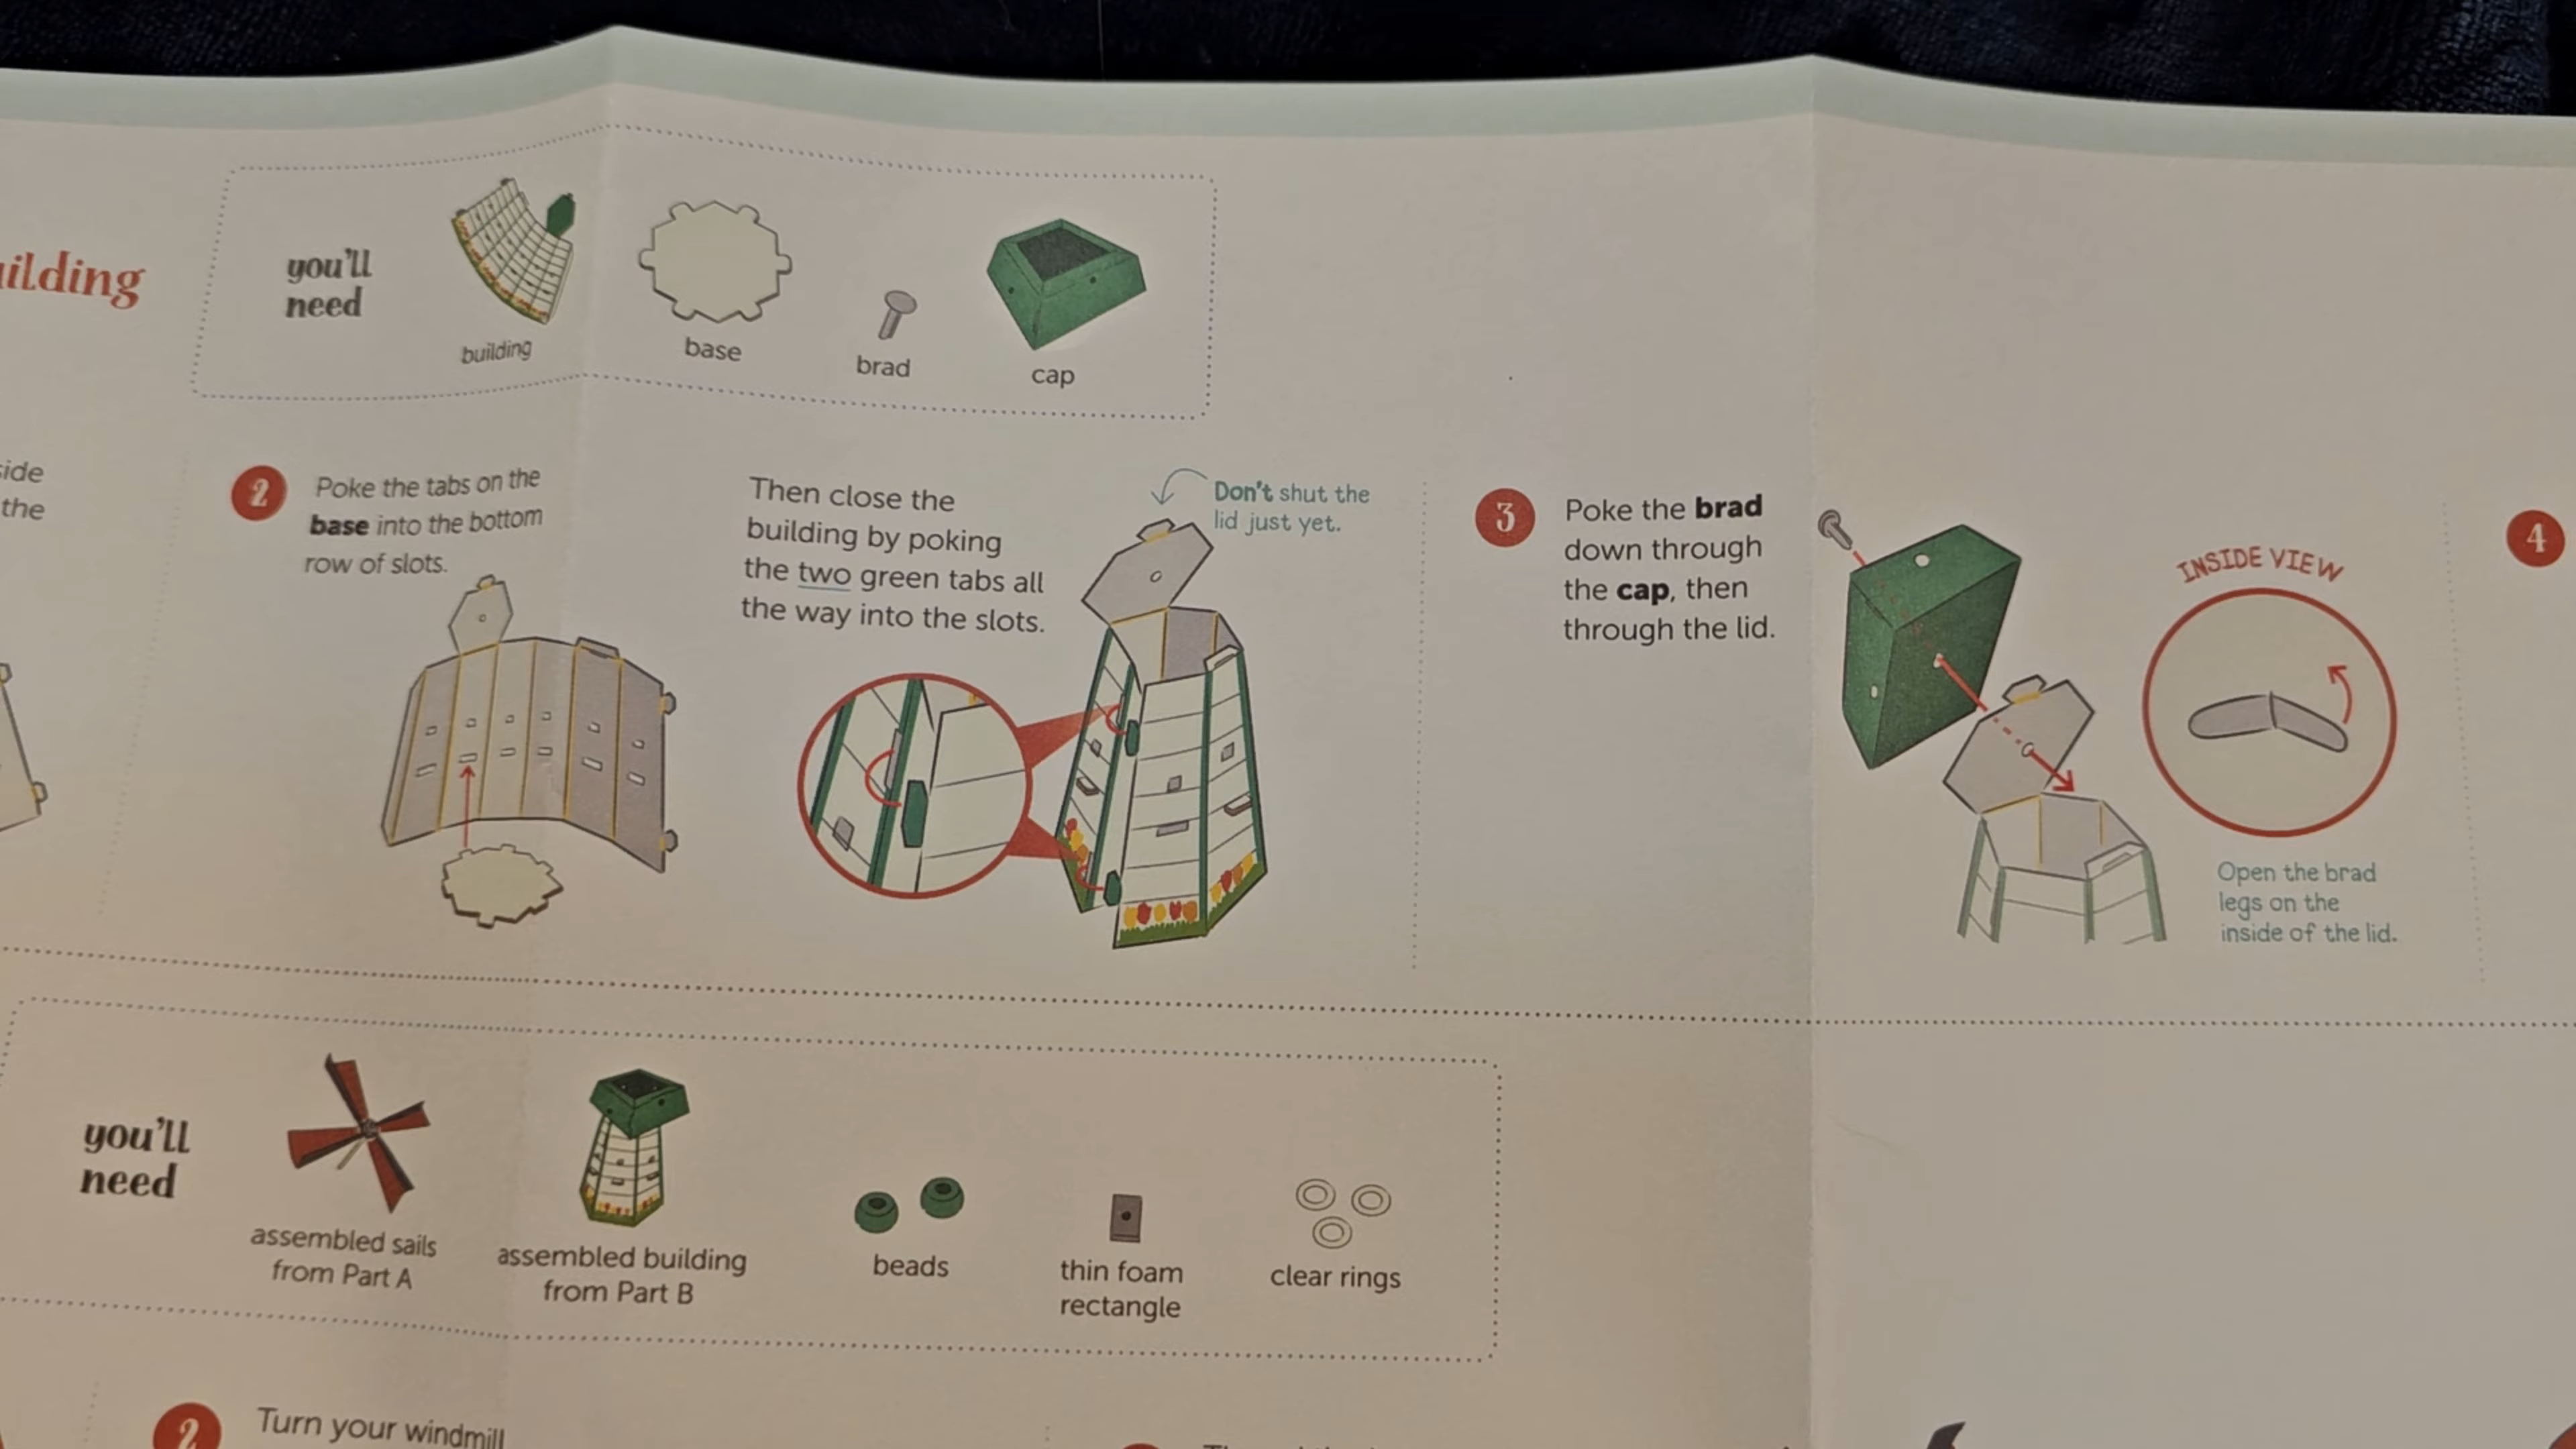 you'll
need
building
base
brad
cap
the
2
Poke the tabs on the
base into the bottom
row of slots.
Then close the
building by poking
the two green tabs all
the way into the slots.
Don't shut the
lid just yet.
3
Poke the brad
down through
the cap, then
through the lid.
INSIDE VIEW
Open the brad
legs on the
inside of the lid.
4
you'll
need
assembled sails
from Part A
assembled building
from Part B
beads
thin foam
rectangle
clear rings
2
Turn your windmill